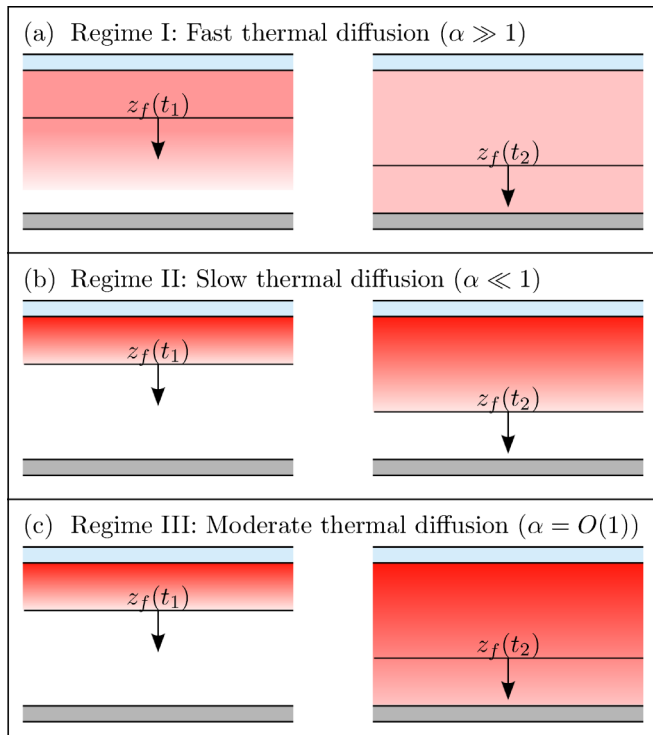 (a) Regime I: Fast thermal diffusion (α ≫ 1)
z_f(t_1)
z_f(t_2)
(b) Regime II: Slow thermal diffusion (α ≪ 1)
z_f(t_1)
z_f(t_2)
(c) Regime III: Moderate thermal diffusion (α = O(1))
z_f(t_1)
z_f(t_2)